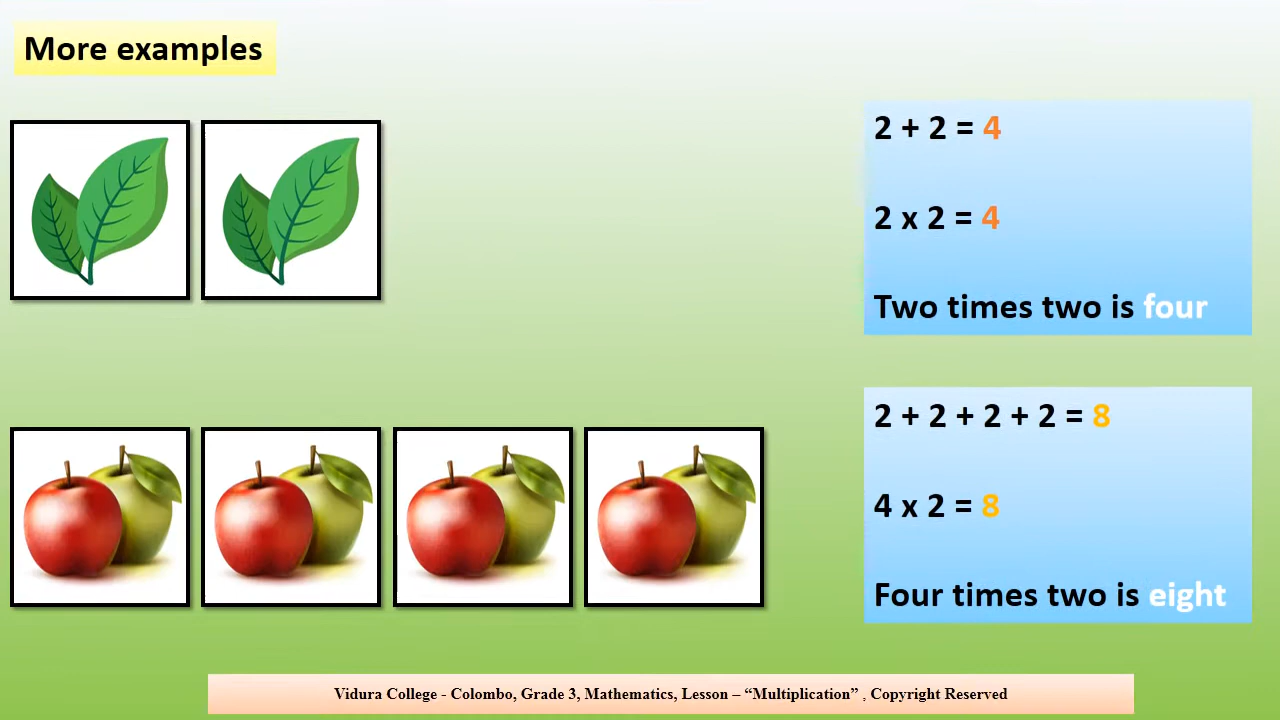 More examples
2 + 2 = 4
2 x 2 = 4
Two times two is four
2 + 2 + 2 + 2 = 8
4 x 2 = 8
Four times two is eight
Vidura College - Colombo, Grade 3, Mathematics, Lesson – “Multiplication” , Copyright Reserved